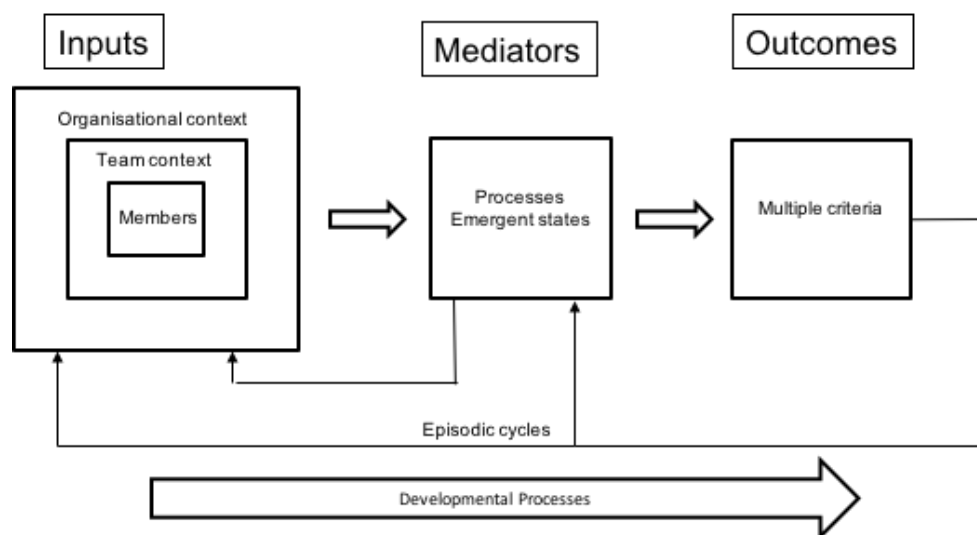 Inputs
Mediators
Outcomes
Organisational context
Team context
Members
Processes
Emergent states
Multiple criteria
Episodic cycles
Developmental Processes